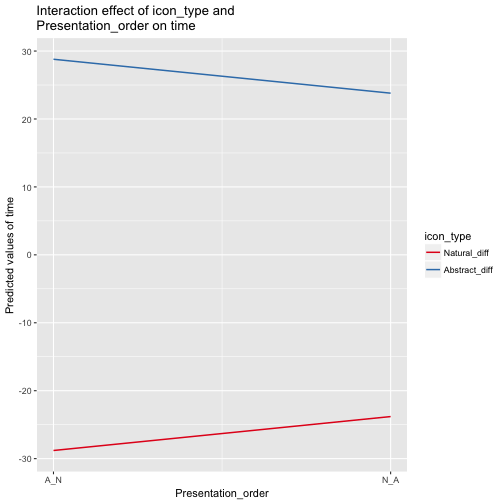 Interaction effect of icon_type and
Presentation_order on time
Predicted values of time
30
20
10
0
-10
-20
-30
A_N
N_A
Presentation_order
icon_type
Natural_diff
Abstract_diff